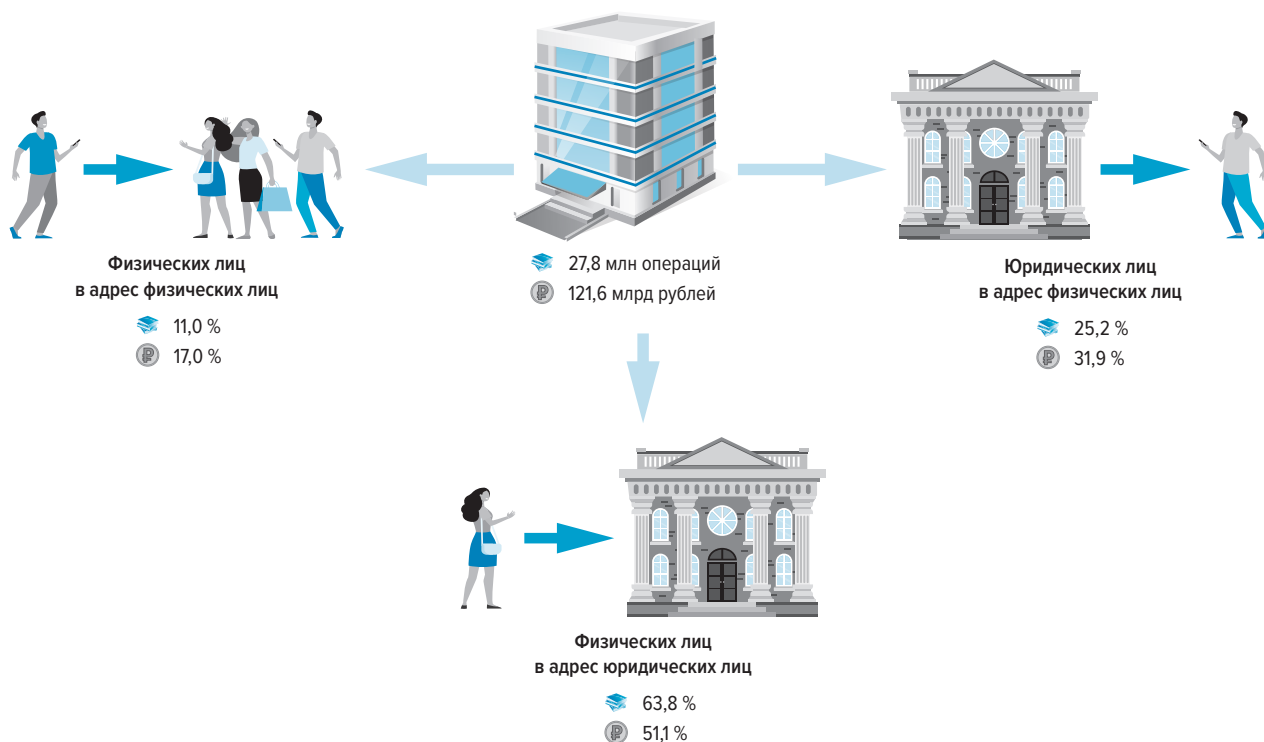 27,8 млн операций
121,6 млрд рублей
Физических лиц
в адрес физических лиц
11,0 %
17,0 %
Юридических лиц
в адрес физических лиц
25,2 %
31,9 %
Физических лиц
в адрес юридических лиц
63,8 %
51,1 %